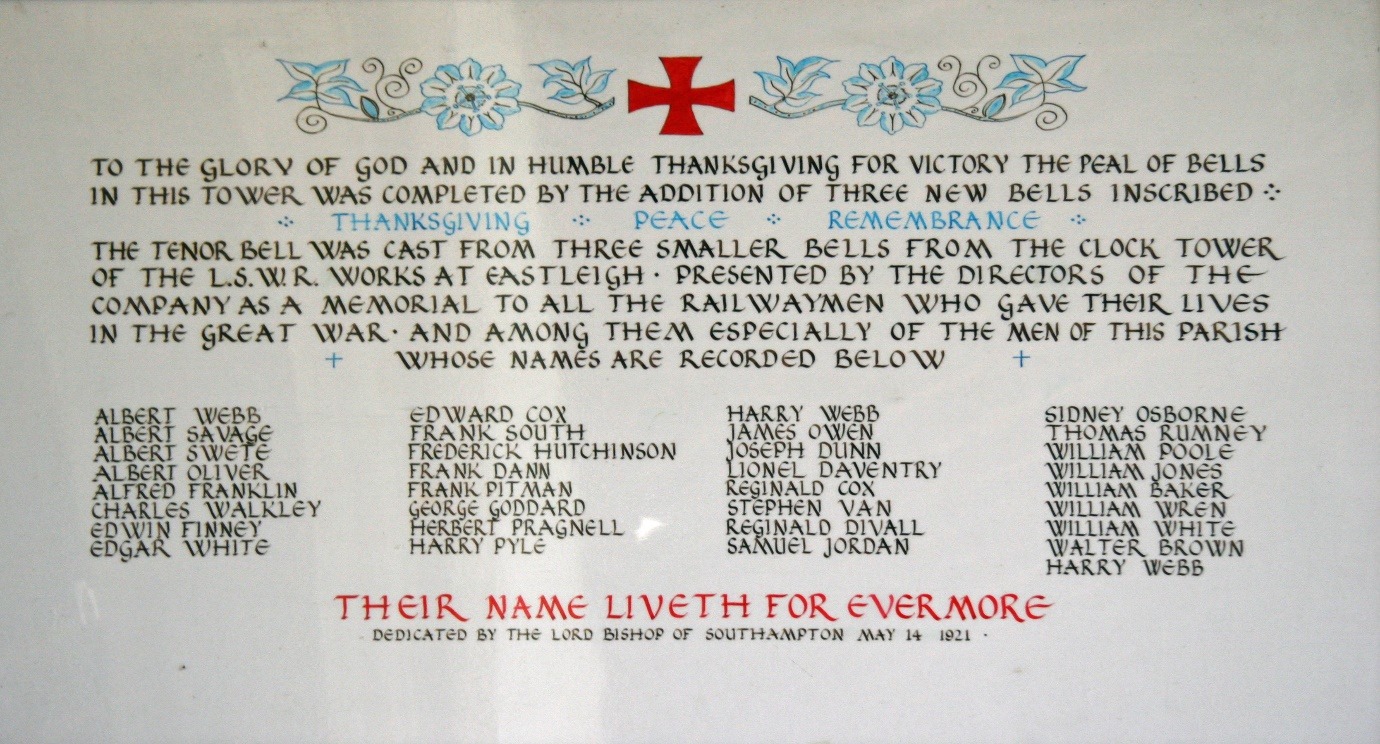 TO THE GLORY OF GOD AND IN HUMBLE THANKSGIVING FOR VICTORY THE PEAL OF BELLS
IN THIS TOWER WAS COMPLETED BY THE ADDITION OF THREE NEW BELLS INSCRIBED
THANKSGIVING PEACE REMEMBRANCE
THE TENOR BELL WAS CAST FROM THREE SMALLER BELLS FROM THE CLOCK TOWER
OF THE L.S.W.R. WORKS AT EASTLEIGH · PRESENTED BY THE DIRECTORS OF THE
COMPANY AS A MEMORIAL TO ALL THE RAILWAYMEN WHO GAVE THEIR LIVES
IN THE GREAT WAR · AND AMONG THEM ESPECIALLY OF THE MEN OF THIS PARISH
WHOSE NAMES ARE RECORDED BELOW
ALBERT WEBB
ALBERT SAVAGE
ALBERT SWETE
ALBERT OLIVER
ALFRED FRANKLIN
CHARLES WALKLEY
EDWIN FINNEY
EDGAR WHITE
EDWARD COX
FRANK SOUTH
FREDERICK HUTCHINSON
FRANK DANN
FRANK PITMAN
GEORGE GODDARD
HERBERT PRAGNELL
HARRY PYLE
HARRY WEBB
JAMES OWEN
JOSEPH DUNN
LIONEL DAVENTRY
REGINALD COX
STEPHEN VAN
REGINALD DIVALL
SAMUEL JORDAN
SIDNEY OSBORNE
THOMAS RUMNEY
WILLIAM POOLE
WILLIAM JONES
WILLIAM BAKER
WILLIAM WREN
WILLIAM WHITE
WALTER BROWN
HARRY WEBB
THEIR NAME LIVETH FOR EVERMORE
DEDICATED BY THE LORD BISHOP OF SOUTHAMPTON MAY 14 1921 ·